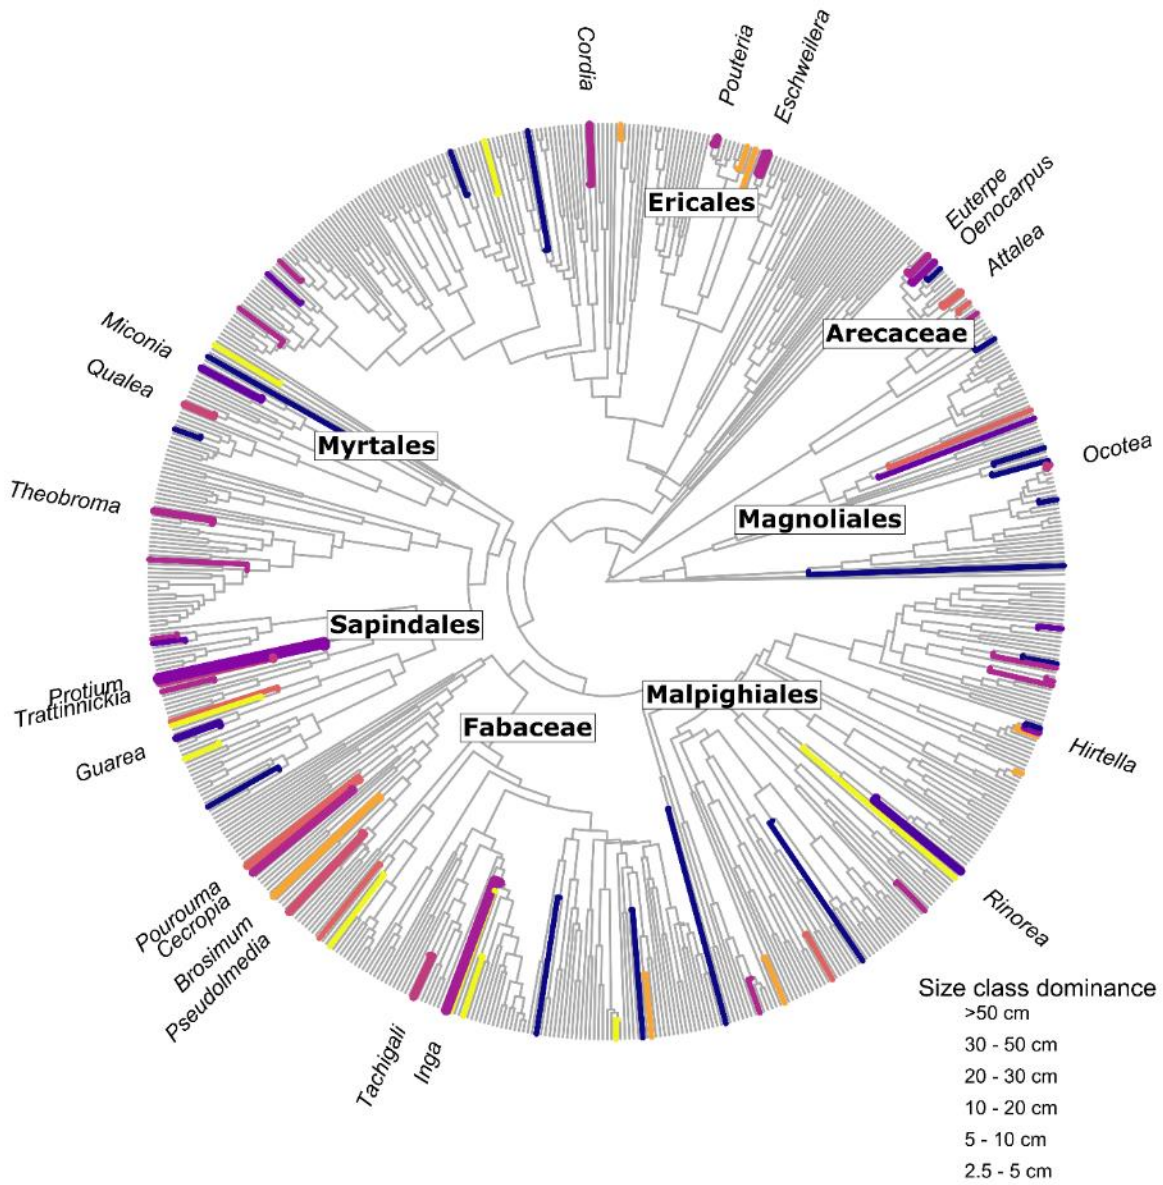 Cordia
Pouteria
Eschweilera
Ericales
Euterpe
Oenocarpus
Attalea
Arecaceae
Miconia
Qualea
Myrtales
Ocotea
Theobroma
Magnoliales
Sapindales
Protium
Trattinnickia
Malpighiales
Fabaceae
Guarea
Hirtella
Pourouma
Cecropia
Brosimum
Pseudolmedia
Rinorea
Tachigali
Inga
Size class dominance
>50 cm
30 - 50 cm
20 - 30 cm
10 - 20 cm
5 - 10 cm
2.5 - 5 cm